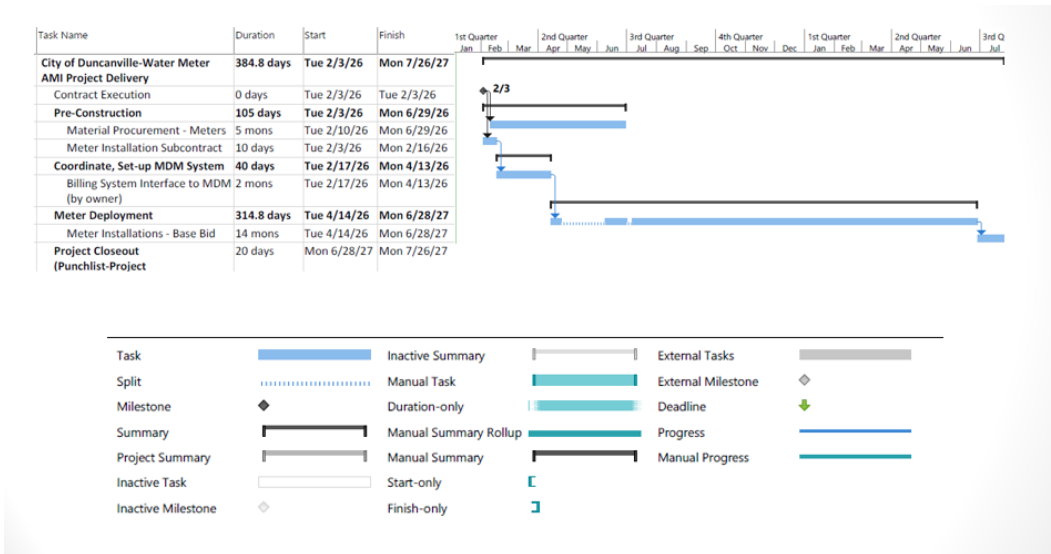 Task Name Duration Start Finish 1st Quarter 2nd Quarter 3rd Quarter 4th Quarter 1st Quarter 2nd Quarter 3rd Q
Jan Feb Mar Apr May Jun Jul Aug Sep Oct Nov Dec Jan Feb Mar Apr May Jun Jul
City of Duncanville-Water Meter 384.8 days Tue 2/3/26 Mon 7/26/27
AMI Project Delivery
Contract Execution 0 days Tue 2/3/26 Tue 2/3/26 2/3
Pre-Construction 105 days Tue 2/3/26 Mon 6/29/26
Material Procurement - Meters 5 mons Tue 2/10/26 Mon 6/29/26
Meter Installation Subcontract 10 days Tue 2/3/26 Mon 2/16/26
Coordinate, Set-up MDM System 40 days Tue 2/17/26 Mon 4/13/26
Billing System Interface to MDM 2 mons Tue 2/17/26 Mon 4/13/26
(by owner)
Meter Deployment 314.8 days Tue 4/14/26 Mon 6/28/27
Meter Installations - Base Bid 14 mons Tue 4/14/26 Mon 6/28/27
Project Closeout 20 days Mon 6/28/27 Mon 7/26/27
(Punchlist-Project
Task Inactive Summary External Tasks
Split Manual Task External Milestone
Milestone Duration-only Deadline
Summary Manual Summary Rollup Progress
Project Summary Manual Summary Manual Progress
Inactive Task Start-only
Inactive Milestone Finish-only